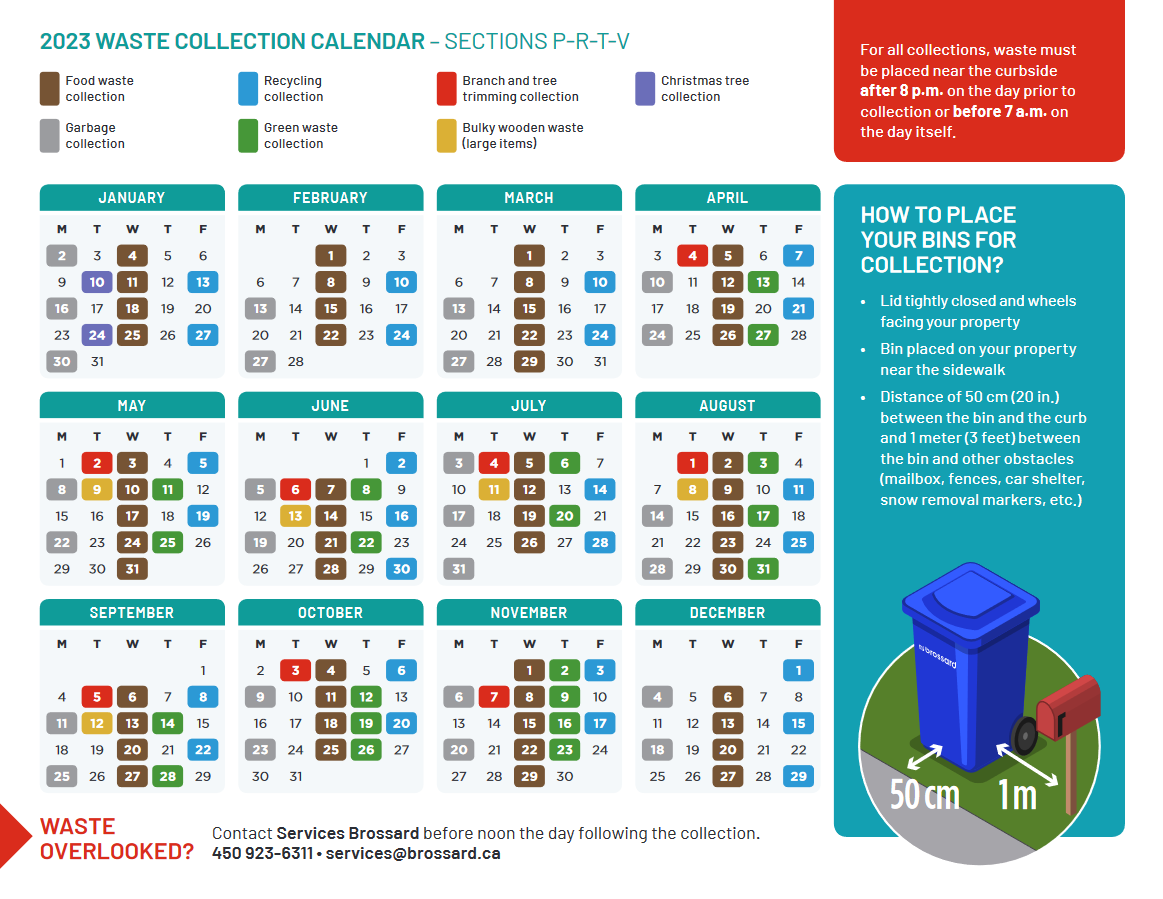 2023 WASTE COLLECTION CALENDAR – SECTIONS P-R-T-V
Food waste
collection
Recycling
collection
Branch and tree
trimming collection
Christmas tree
collection
Garbage
collection
Green waste
collection
Bulky wooden waste
(large items)
For all collections, waste must
be placed near the curbside
after 8 p.m. on the day prior to
collection or before 7 a.m. on
the day itself.
JANUARY
M T W T F
2 3 4 5 6
9 10 11 12 13
16 17 18 19 20
23 24 25 26 27
30 31
FEBRUARY
M T W T F
1 2 3
6 7 8 9 10
13 14 15 16 17
20 21 22 23 24
27 28
MARCH
M T W T F
1 2 3
6 7 8 9 10
13 14 15 16 17
20 21 22 23 24
27 28 29 30 31
APRIL
M T W T F
3 4 5 6 7
10 11 12 13 14
17 18 19 20 21
24 25 26 27 28
MAY
M T W T F
1 2 3 4 5
8 9 10 11 12
15 16 17 18 19
22 23 24 25 26
29 30 31
JUNE
M T W T F
1 2
5 6 7 8 9
12 13 14 15 16
19 20 21 22 23
26 27 28 29 30
JULY
M T W T F
3 4 5 6 7
10 11 12 13 14
17 18 19 20 21
24 25 26 27 28
31
AUGUST
M T W T F
1 2 3 4
7 8 9 10 11
14 15 16 17 18
21 22 23 24 25
28 29 30 31
SEPTEMBER
M T W T F
1
4 5 6 7 8
11 12 13 14 15
18 19 20 21 22
25 26 27 28 29
OCTOBER
M T W T F
2 3 4 5 6
9 10 11 12 13
16 17 18 19 20
23 24 25 26 27
30 31
NOVEMBER
M T W T F
1 2 3
6 7 8 9 10
13 14 15 16 17
20 21 22 23 24
27 28 29 30
DECEMBER
M T W T F
1
4 5 6 7 8
11 12 13 14 15
18 19 20 21 22
25 26 27 28 29
HOW TO PLACE
YOUR BINS FOR
COLLECTION?
• Lid tightly closed and wheels
facing your property
• Bin placed on your property
near the sidewalk
• Distance of 50 cm (20 in.)
between the bin and the curb
and 1 meter (3 feet) between
the bin and other obstacles
(mailbox, fences, car shelter,
snow removal markers, etc.)
brossard
50 cm 1 m
WASTE
OVERLOOKED?
Contact Services Brossard before noon the day following the collection.
450 923-6311 • services@brossard.ca